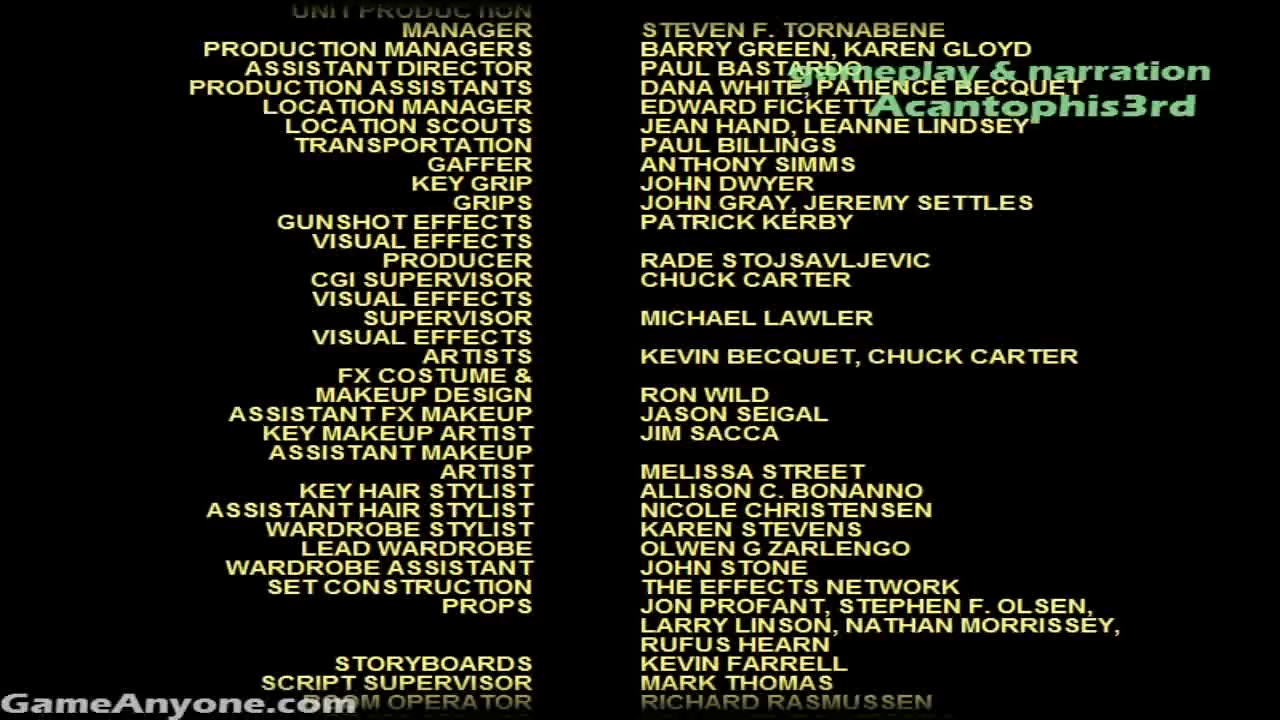 UNIT PRODUCTION
MANAGER STEVEN F. TORNABENE
PRODUCTION MANAGERS BARRY GREEN, KAREN GLOYD
ASSISTANT DIRECTOR PAUL BASTARDO
gameplay & narration
PRODUCTION ASSISTANTS DANA WHITE, PATIENCE BECQUET
LOCATION MANAGER EDWARD FICKETT
Acantophis3rd
LOCATION SCOUTS JEAN HAND, LEANNE LINDSEY
TRANSPORTATION PAUL BILLINGS
GAFFER ANTHONY SIMMS
KEY GRIP JOHN DWYER
GRIPS JOHN GRAY, JEREMY SETTLES
GUNSHOT EFFECTS PATRICK KERBY
VISUAL EFFECTS
PRODUCER RADE STOJSAVLJEVIC
CGI SUPERVISOR CHUCK CARTER
VISUAL EFFECTS
SUPERVISOR MICHAEL LAWLER
VISUAL EFFECTS
ARTISTS KEVIN BECQUET, CHUCK CARTER
FX COSTUME &
MAKEUP DESIGN RON WILD
ASSISTANT FX MAKEUP JASON SEIGAL
KEY MAKEUP ARTIST JIM SACCA
ASSISTANT MAKEUP
ARTIST MELISSA STREET
KEY HAIR STYLIST ALLISON C. BONANNO
ASSISTANT HAIR STYLIST NICOLE CHRISTENSEN
WARDROBE STYLIST KAREN STEVENS
LEAD WARDROBE OLWEN G ZARLENGO
WARDROBE ASSISTANT JOHN STONE
SET CONSTRUCTION THE EFFECTS NETWORK
PROPS JON PROFANT, STEPHEN F. OLSEN,
LARRY LINSON, NATHAN MORRISSEY,
RUFUS HEARN
STORYBOARDS KEVIN FARRELL
SCRIPT SUPERVISOR MARK THOMAS
BOOM OPERATOR RICHARD RASMUSSEN
GameAnyone.com